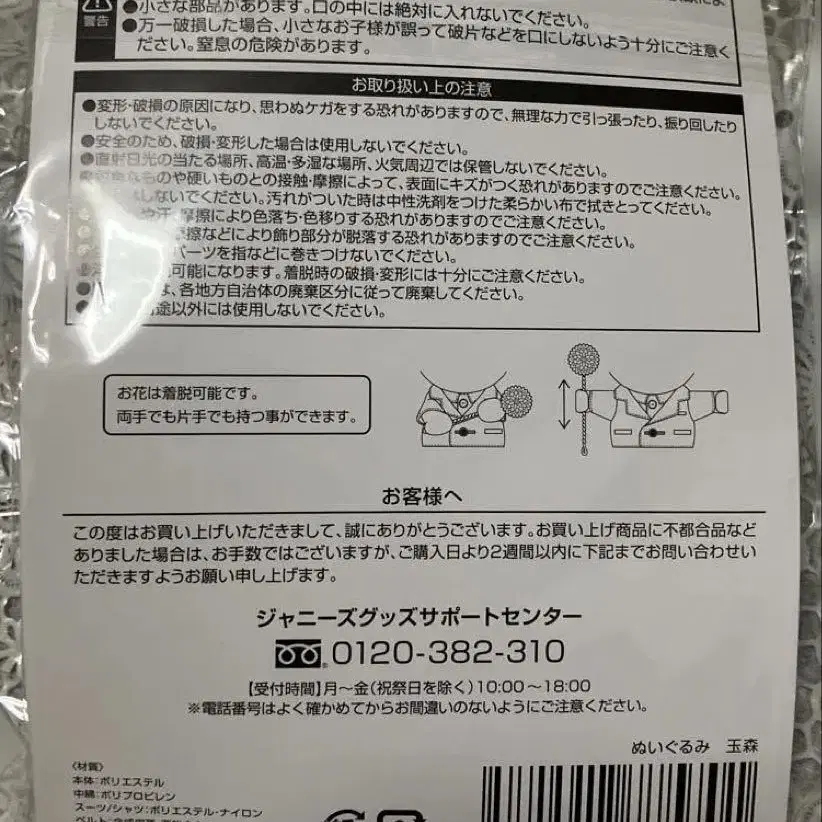 警告
●小さな部品があります。口の中には絶対に入れないでください。
●万一破損した場合、小さなお子様が誤って破片などを口にしないよう十分にご注意く
ださい。窒息の危険があります。
お取り扱い上の注意
●変形・破損の原因になり、思わぬケガをする恐れがありますので、無理な力で引っ張ったり、振り回したり
しないでください。
●安全のため、破損・変形した場合は使用しないでください。
●直射日光の当たる場所、高温・多湿な場所、火気周辺では保管しないでください。
なものや硬いものとの接触・摩擦によって、表面にキズがつく恐れがありますのでご注意ください。
しないでください。汚れがついた時は中性洗剤をつけた柔らかい布で拭きとってください。
や汗、摩擦により色落ち・色移りする恐れがありますのでご注意ください。
摩擦などにより飾り部分が脱落する恐れがありますのでご注意ください。
パーツを指などに巻きつけないでください。
可能になります。着脱時の破損・変形には十分にご注意ください。
は、各地方自治体の廃棄区分に従って廃棄してください。
途以外には使用しないでください。
お花は着脱可能です。
両手でも片手でも持つ事ができます。
お客様へ
この度はお買い上げいただきまして、誠にありがとうございます。お買い上げ商品に不都合品など
ありました場合は、お手数ではございますが、ご購入日より2週間以内に下記までお問い合わせい
ただきますようお願い申し上げます。
ジャニーズグッズサポートセンター
0120-382-310
【受付時間】月〜金(祝祭日を除く)10:00〜18:00
※電話番号はよく確かめてからお間違いのないようにご注意ください。
ぬいぐるみ 玉森
〈材質〉
本体:ポリエステル
中綿:ポリプロピレン
スーツ/シャツ:ポリエステル・ナイロン
ベルト: